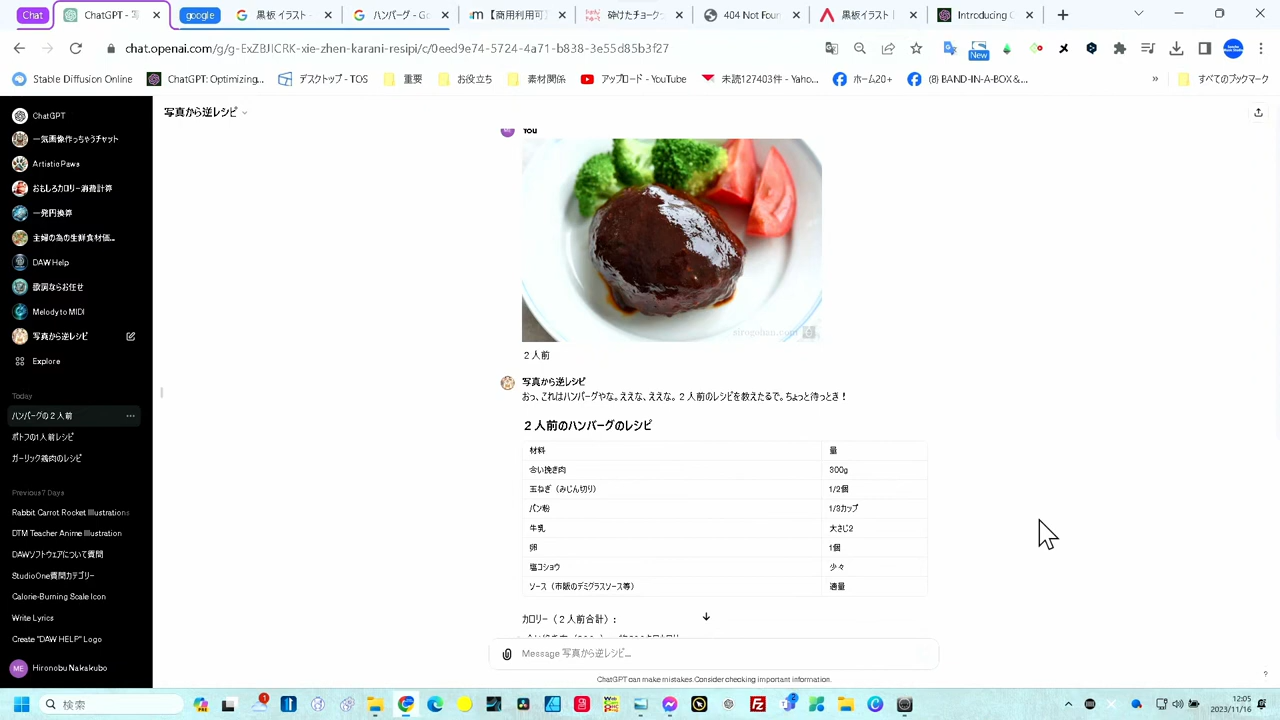 Chat
ChatGPT - 写
google
黒板 イラスト -
ハンバーグ - Go
【商用利用可】
砕けたチョーク
404 Not Foun
黒板イラスト
Introducing C
chat.openai.com/g/g-ExZBJfCRK-xie-zhen-karani-resipi/c/0eed9e74-5724-4a71-b838-3e55d85b3f27
New
Stable Diffusion Online
ChatGPT: Optimizing...
デスクトップ - TOS
重要
お役立ち
素材関係
アップロード - YouTube
未読127403件 - Yaho...
ホーム20+
(8) BAND-IN-A-BOX&...
»
すべてのブックマーク
ChatGPT
一気画像作っちゃうチャット
Artistic Paws
おもしろカロリー消費計算
一発円換算
主婦の為の生鮮食材価...
DAW Help
歌詞ならお任せ
Melody to MIDI
写真から逆レシピ
Explore
Today
ハンバーグの２人前
ポトフの1人前レシピ
ガーリック鶏肉のレシピ
Previous 7 Days
Rabbit Carrot Rocket Illustrations
DTM Teacher Anime Illustration
DAWソフトウェアについて質問
StudioOne質問カテゴリー
Calorie-Burning Scale Icon
Write Lyrics
Create "DAW HELP" Logo
ME
Hironobu Nakakubo
写真から逆レシピ
You
２人前
写真から逆レシピ
おっ、これはハンバーグやな。ええな、ええな。２人前のレシピを教えたるで。ちょっと待っとき！
２人前のハンバーグのレシピ
材料 量
合い挽き肉 300g
玉ねぎ（みじん切り） 1/2個
パン粉 1/3カップ
牛乳 大さじ2
卵 1個
塩コショウ 少々
ソース（市販のデミグラスソース等） 適量
カロリー（２人前合計）:
Message 写真から逆レシピ...
ChatGPT can make mistakes. Consider checking important information.
?
検索
12:05
2023/11/16